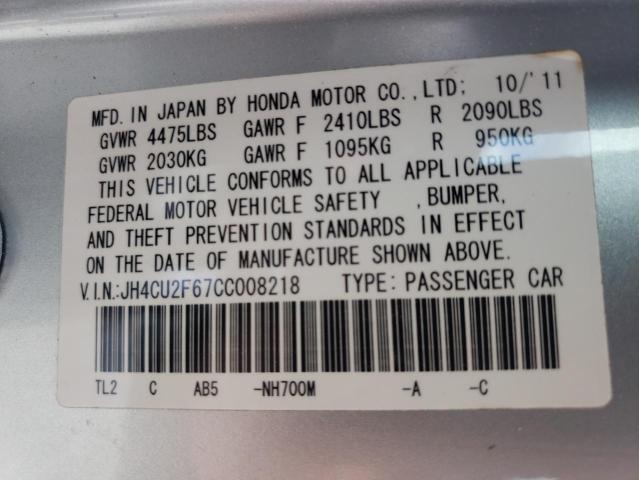 MFD. IN JAPAN BY HONDA MOTOR CO., LTD; 10/'11
GVWR 4475LBS GAWR F 2410LBS R 2090LBS
GVWR 2030KG GAWR F 1095KG R 950KG
THIS VEHICLE CONFORMS TO ALL APPLICABLE
FEDERAL MOTOR VEHICLE SAFETY , BUMPER,
AND THEFT PREVENTION STANDARDS IN EFFECT
ON THE DATE OF MANUFACTURE SHOWN ABOVE.
V.I.N.:JH4CU2F67CC008218 TYPE: PASSENGER CAR
TL2 C AB5 -NH700M -A -C